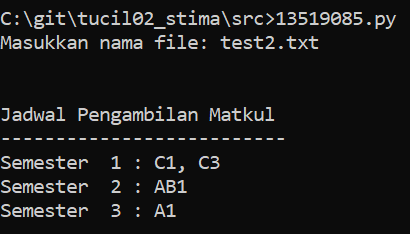 C:\git\tucil02_stima\src>13519085.py
Masukkan nama file: test2.txt
Jadwal Pengambilan Matkul
--------------------------
Semester  1 : C1, C3
Semester  2 : AB1
Semester  3 : A1